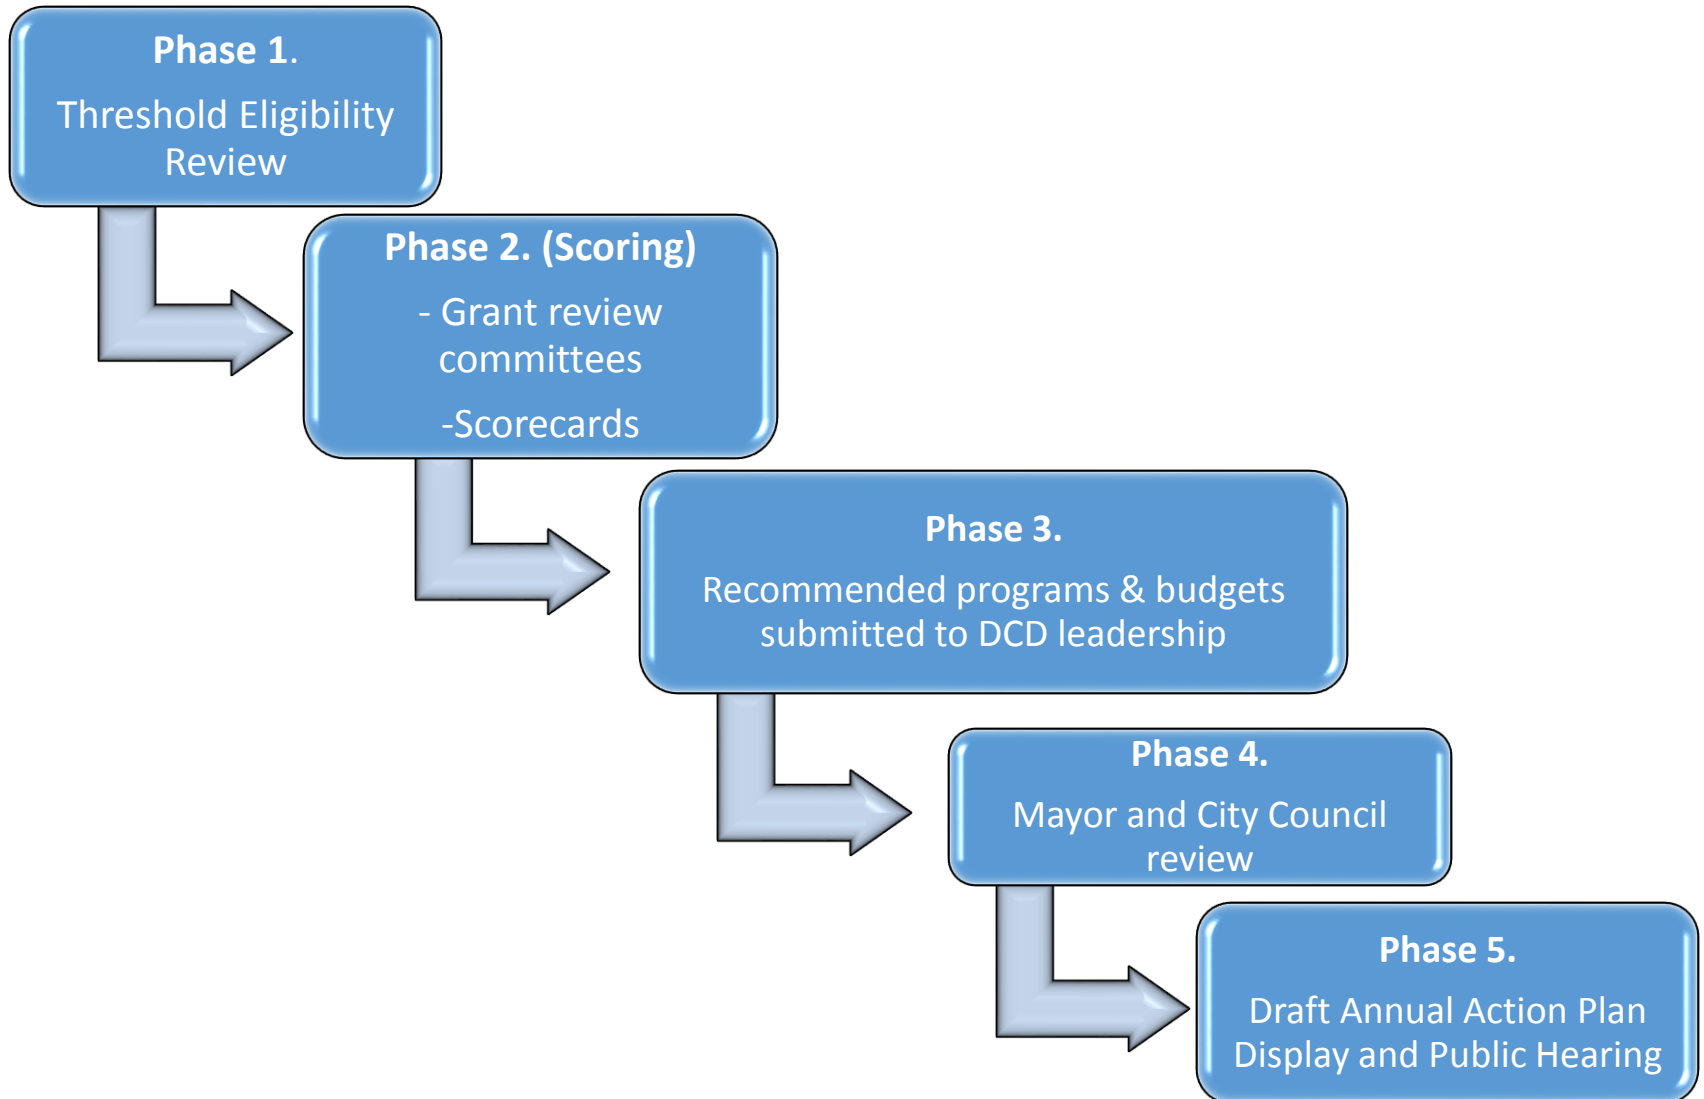 Phase 1.
Threshold Eligibility
Review
Phase 2. (Scoring)
- Grant review
committees
-Scorecards
Phase 3.
Recommended programs & budgets
submitted to DCD leadership
Phase 4.
Mayor and City Council
review
Phase 5.
Draft Annual Action Plan
Display and Public Hearing